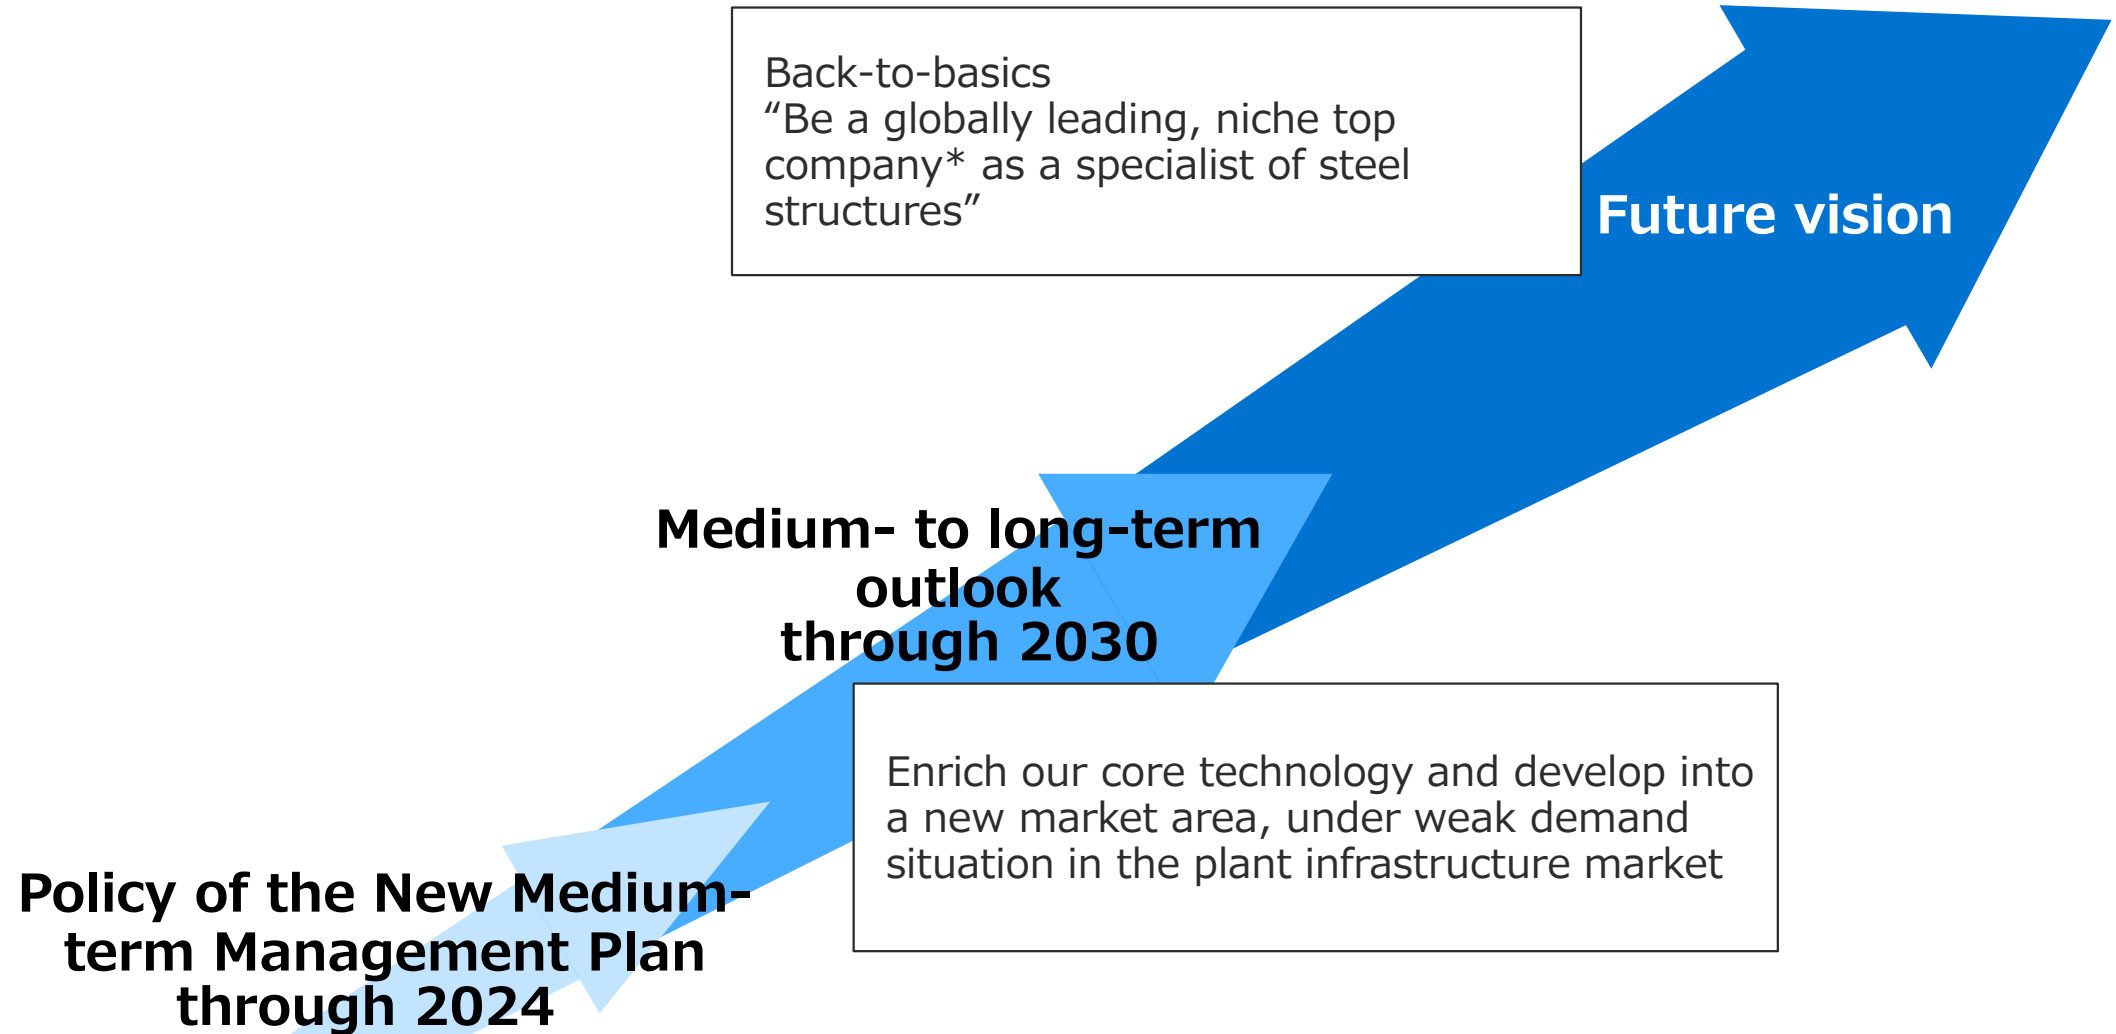 Back-to-basics
“Be a globally leading, niche top
company* as a specialist of steel
structures”
Future vision
Medium- to long-term
outlook
through 2030
Enrich our core technology and develop into
a new market area, under weak demand
situation in the plant infrastructure market
Policy of the New Medium-
term Management Plan
through 2024